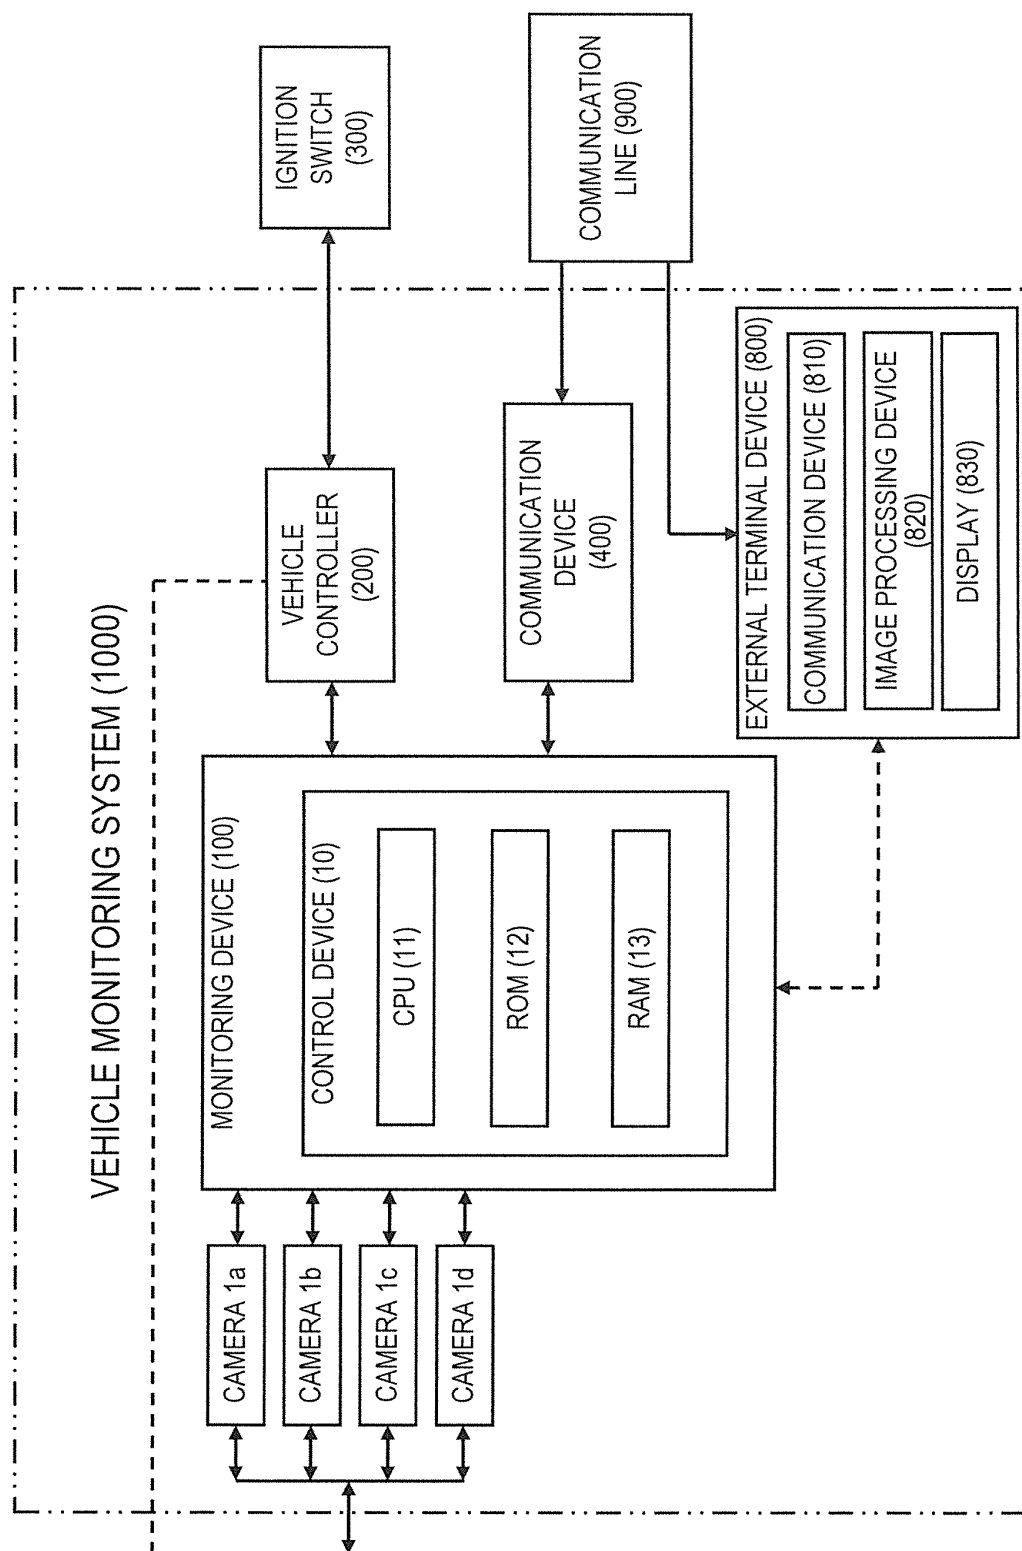 VEHICLE MONITORING SYSTEM (1000)
CAMERA 1a
CAMERA 1b
CAMERA 1c
CAMERA 1d
MONITORING DEVICE (100)
CONTROL DEVICE (10)
CPU (11)
ROM (12)
RAM (13)
VEHICLE
CONTROLLER
(200)
COMMUNICATION
DEVICE
(400)
EXTERNAL TERMINAL DEVICE (800)
COMMUNICATION DEVICE (810)
IMAGE PROCESSING DEVICE
(820)
DISPLAY (830)
IGNITION
SWITCH
(300)
COMMUNICATION
LINE (900)